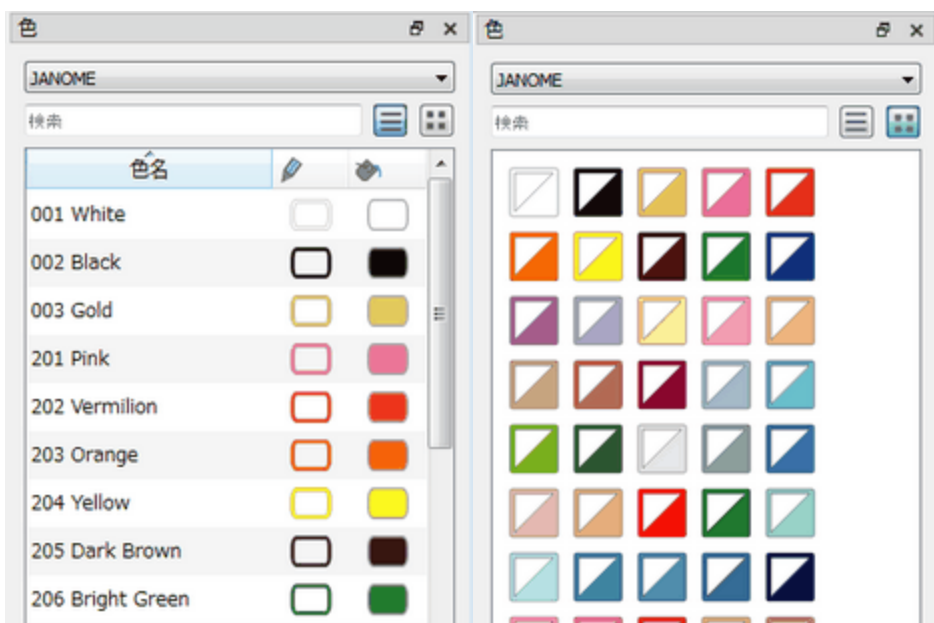 色
JANOME
検索
色名
001 White
002 Black
003 Gold
201 Pink
202 Vermilion
203 Orange
204 Yellow
205 Dark Brown
206 Bright Green
色
JANOME
検索